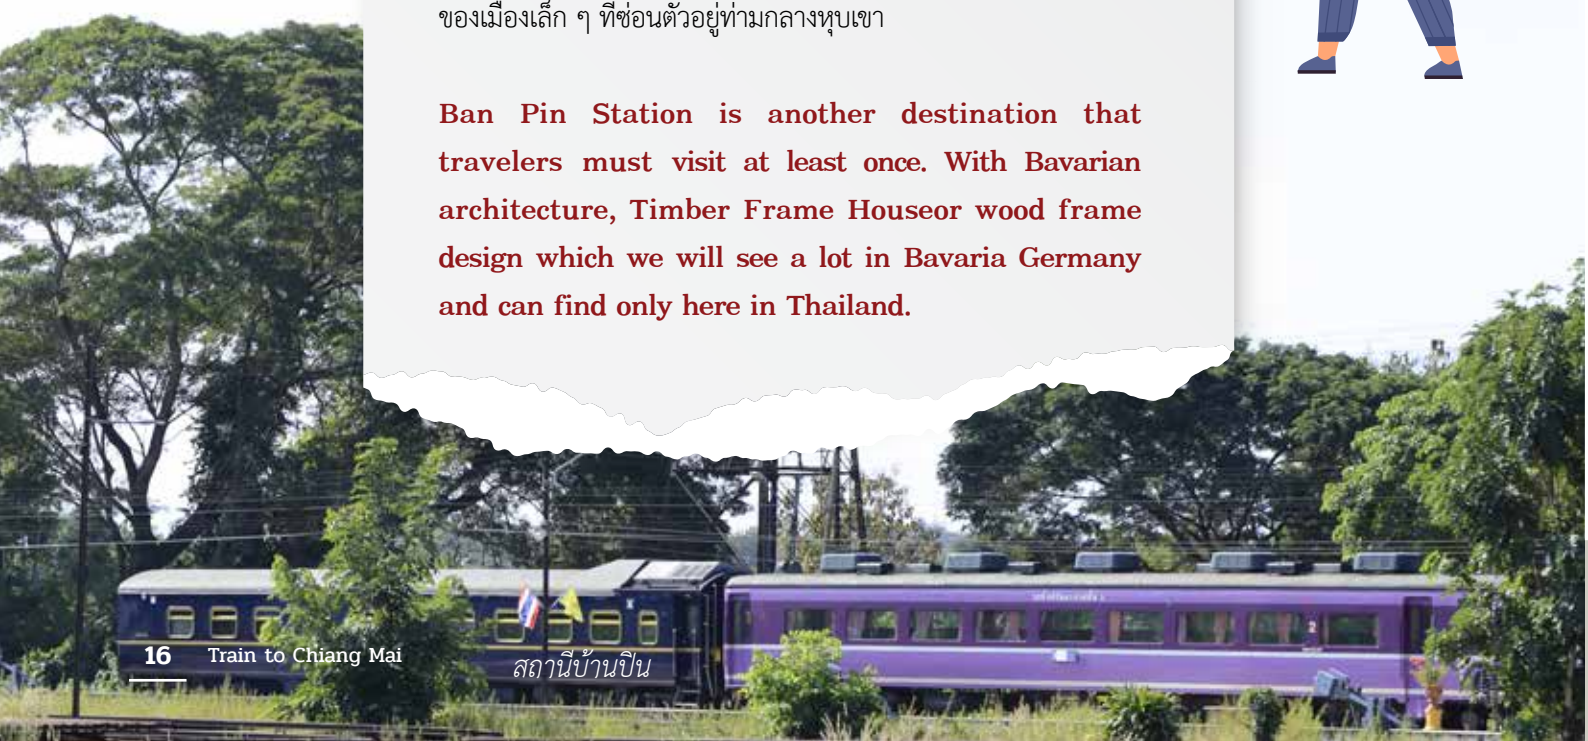 ของเมืองเล็ก ๆ ที่ซ่อนตัวอยู่ท่ามกลางหุบเขา
Ban Pin Station is another destination that
travelers must visit at least once. With Bavarian
architecture, Timber Frame Houseor wood frame
design which we will see a lot in Bavaria Germany
and can find only here in Thailand.
2
16 Train to Chiang Mai
สถานีบ้านปิน